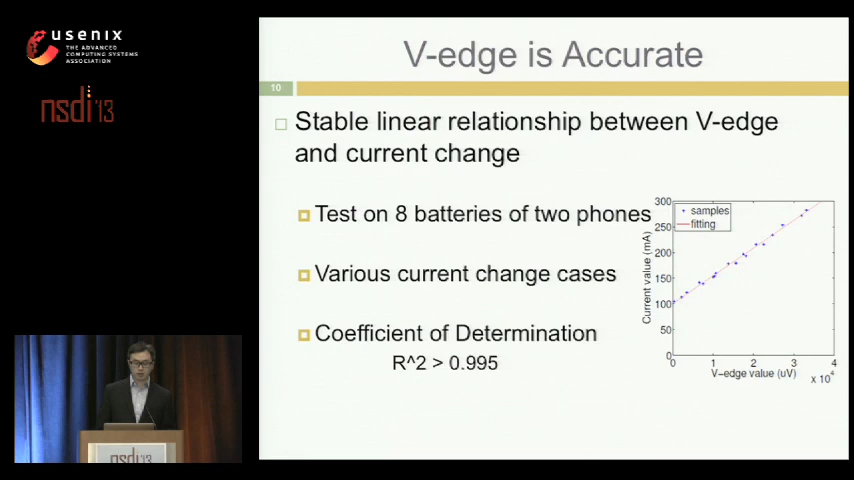 usenix
THE ADVANCED
COMPUTING SYSTEMS
ASSOCIATION
nsdi '13
V-edge is Accurate
10
Stable linear relationship between V-edge
and current change
Test on 8 batteries of two phones
Various current change cases
Coefficient of Determination
R^2 > 0.995
samples
fitting
Current value (mA)
300
250
200
150
100
50
0
0 1 2 3 4
V-edge value (uV)
x 10^4
nsdi '13